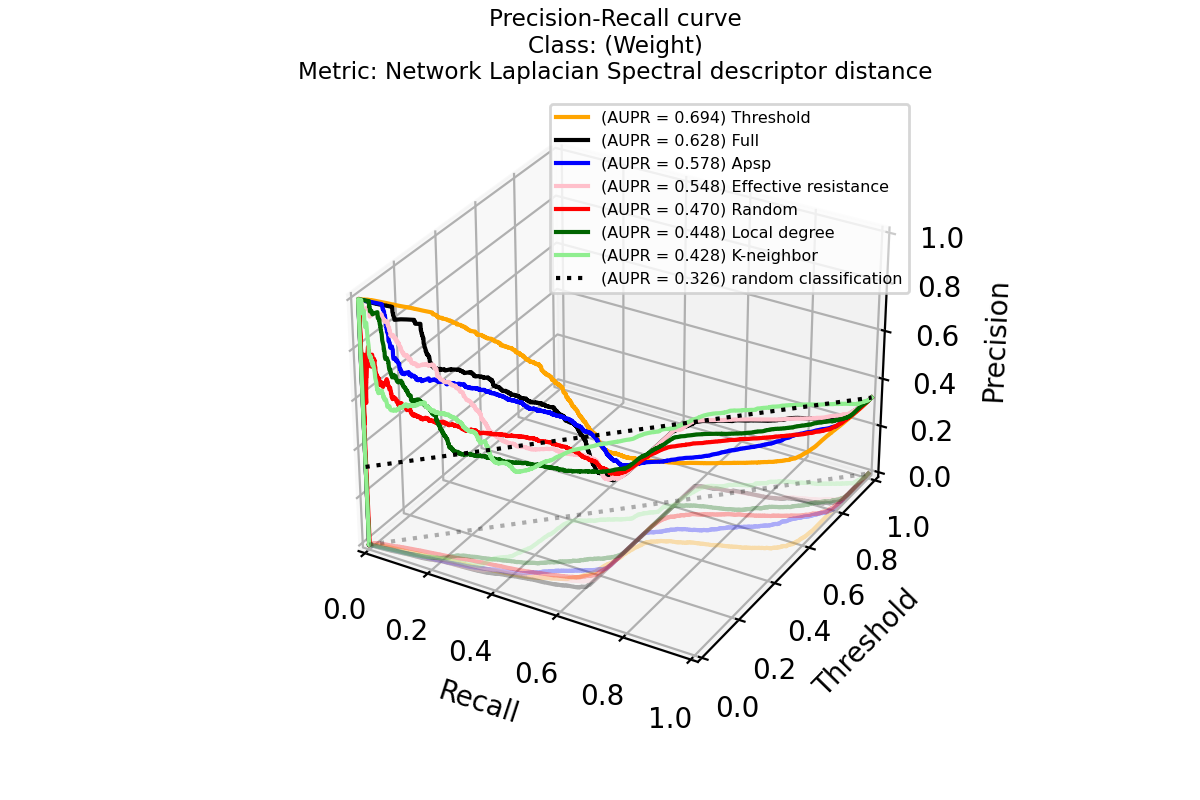 Precision-Recall curve
Class: (Weight)
Metric: Network Laplacian Spectral descriptor distance
(AUPR = 0.694) Threshold
(AUPR = 0.628) Full
(AUPR = 0.578) Apsp
(AUPR = 0.548) Effective resistance
(AUPR = 0.470) Random
(AUPR = 0.448) Local degree
(AUPR = 0.428) K-neighbor
(AUPR = 0.326) random classification
1.0
0.8
0.6
0.4
0.2
0.0
Precision
1.0
0.8
0.6
0.4
0.2
0.0
Threshold
0.0
0.2
0.4
0.6
0.8
1.0
Recall